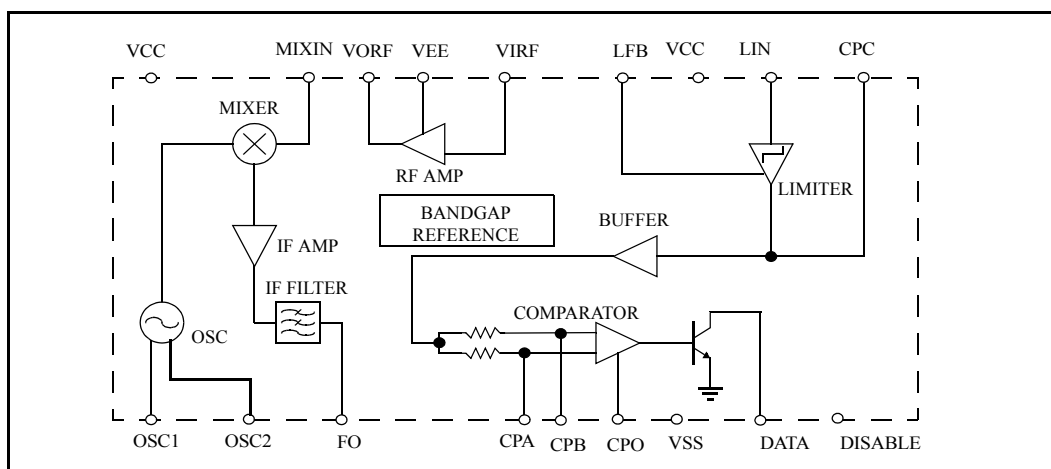 VCC
MIXIN
VORF
VEE
VIRF
LFB
VCC
LIN
CPC
MIXER
RF AMP
LIMITER
BANDGAP
REFERENCE
BUFFER
IF AMP
IF FILTER
COMPARATOR
OSC
OSC1
OSC2
FO
CPA
CPB
CPO
VSS
DATA
DISABLE